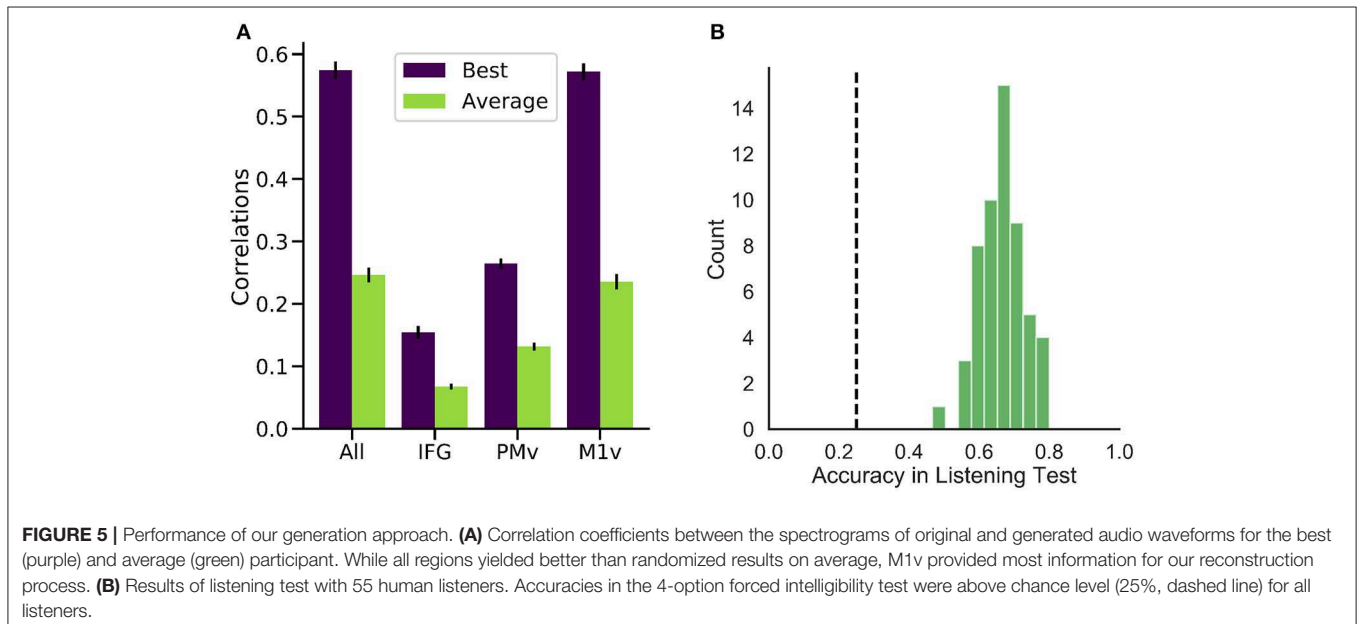 A
0.6
0.5
0.4
0.3
0.2
0.1
0.0
Correlations
Best
Average
All IFG PMv M1v
B
14
12
10
8
6
4
2
0
Count
0.0 0.2 0.4 0.6 0.8 1.0
Accuracy in Listening Test
FIGURE 5 | Performance of our generation approach. (A) Correlation coefficients between the spectrograms of original and generated audio waveforms for the best
(purple) and average (green) participant. While all regions yielded better than randomized results on average, M1v provided most information for our reconstruction
process. (B) Results of listening test with 55 human listeners. Accuracies in the 4-option forced intelligibility test were above chance level (25%, dashed line) for all
listeners.